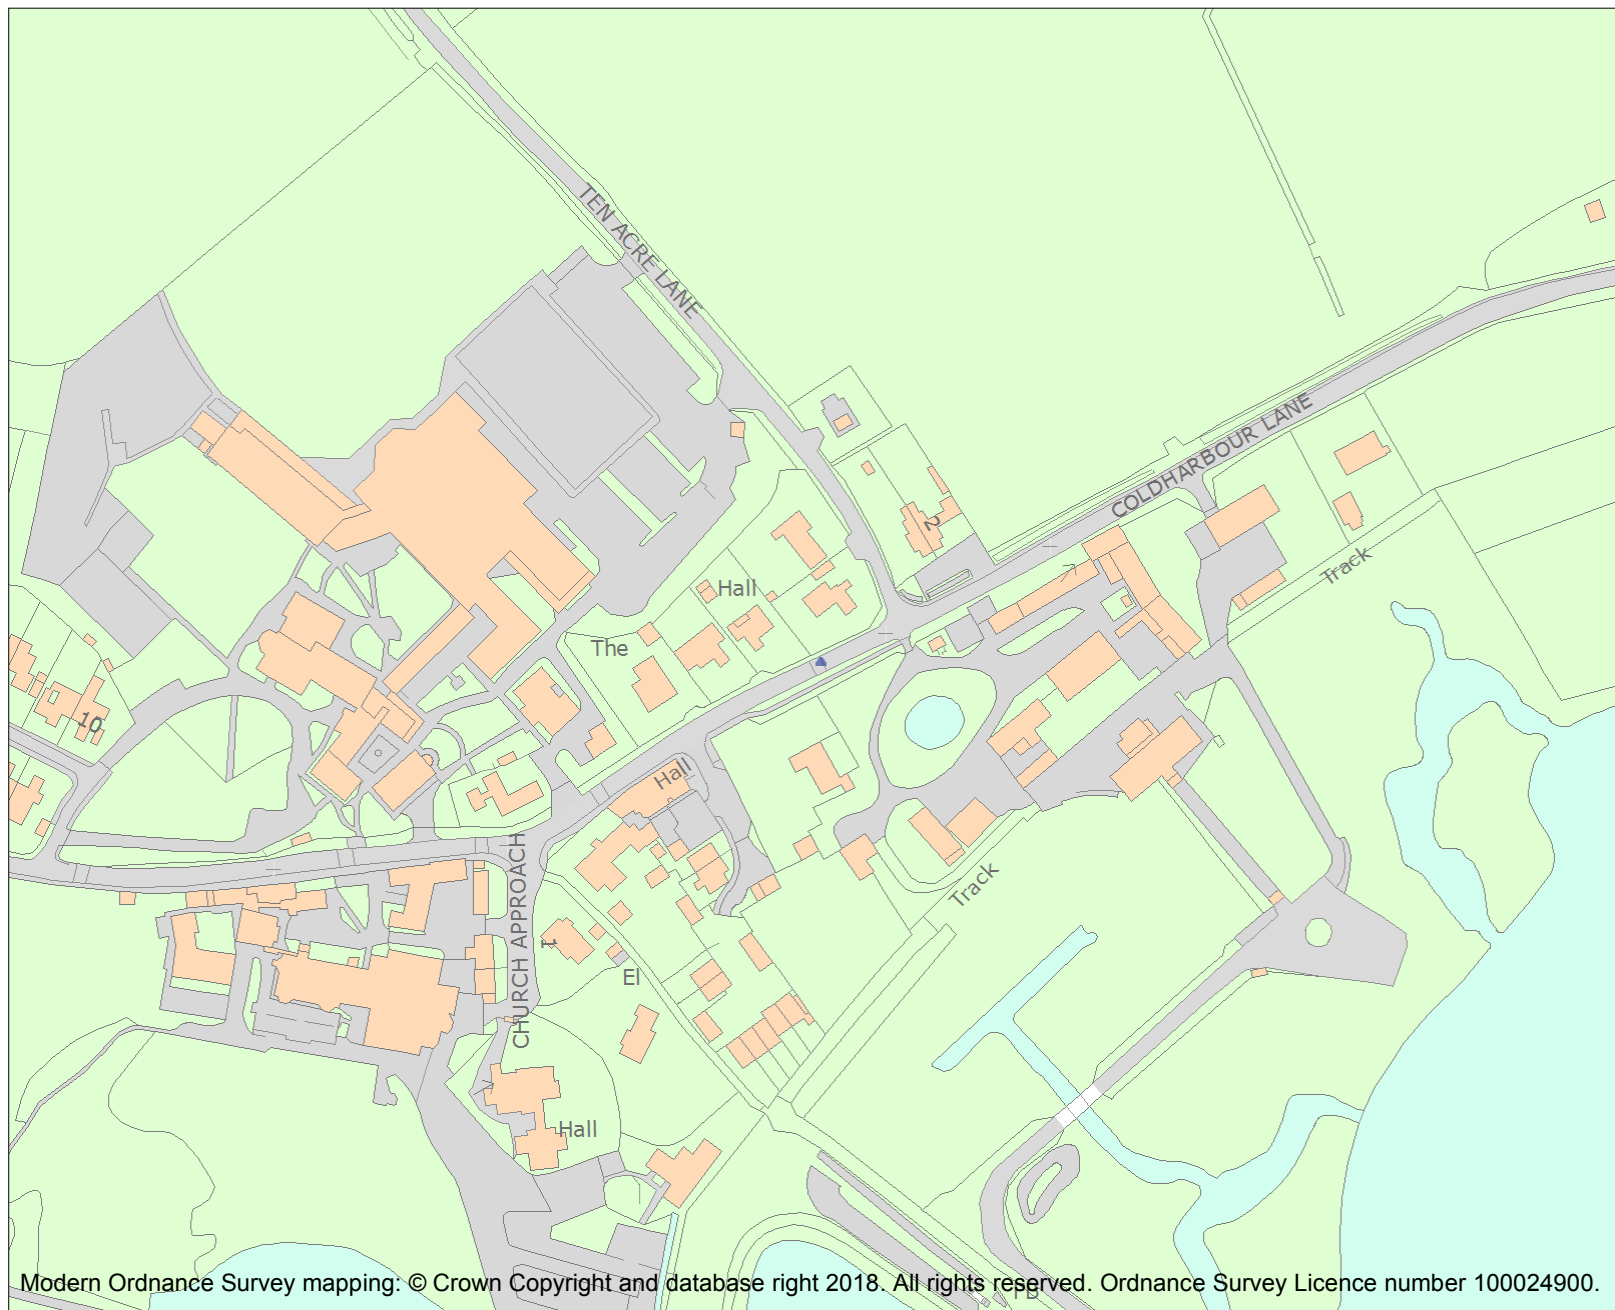 TEN ACRE LANE
COLDHARBOUR LANE
2
Track
Hall
The
10
Hall
CHURCH APPROACH
Track
1
El
Hall
FB
Modern Ordnance Survey mapping: © Crown Copyright and database right 2018. All rights reserved. Ordnance Survey Licence number 100024900.